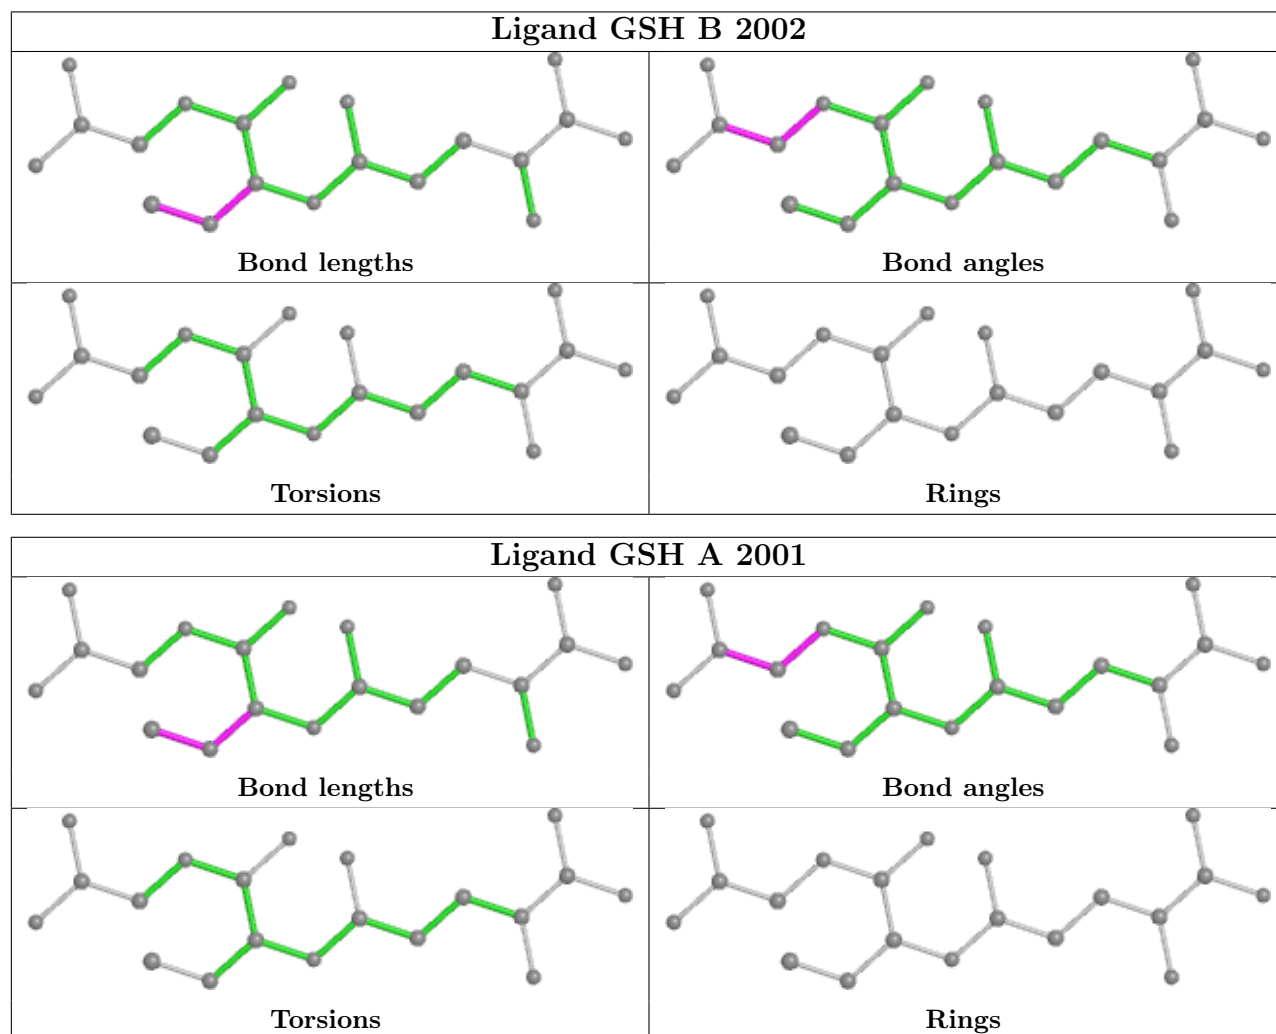 Ligand GSH B 2002
Bond lengths
Bond angles
Torsions
Rings
Ligand GSH A 2001
Bond lengths
Bond angles
Torsions
Rings